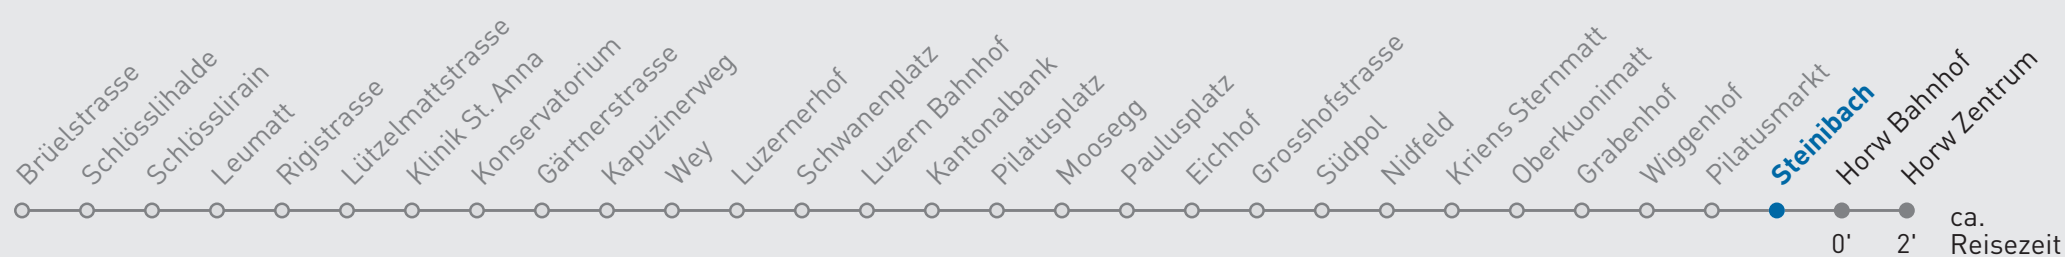 Brüelstrasse
Schlösslihalde
Schlösslirain
Leumatt
Rigistrasse
Lützelmattstrasse
Klinik St. Anna
Konservatorium
Gärtnerstrasse
Kapuzinerweg
Wey
Luzernerhof
Schwanenplatz
Luzern Bahnhof
Kantonalbank
Pilatusplatz
Moosegg
Paulusplatz
Eichhof
Grosshofstrasse
Südpol
Nidfeld
Kriens Sternmatt
Oberkuonimatt
Grabenhof
Wiggenhof
Pilatusmarkt
Steinibach
Horw Bahnhof
Horw Zentrum
ca.
0' 2' Reisezeit